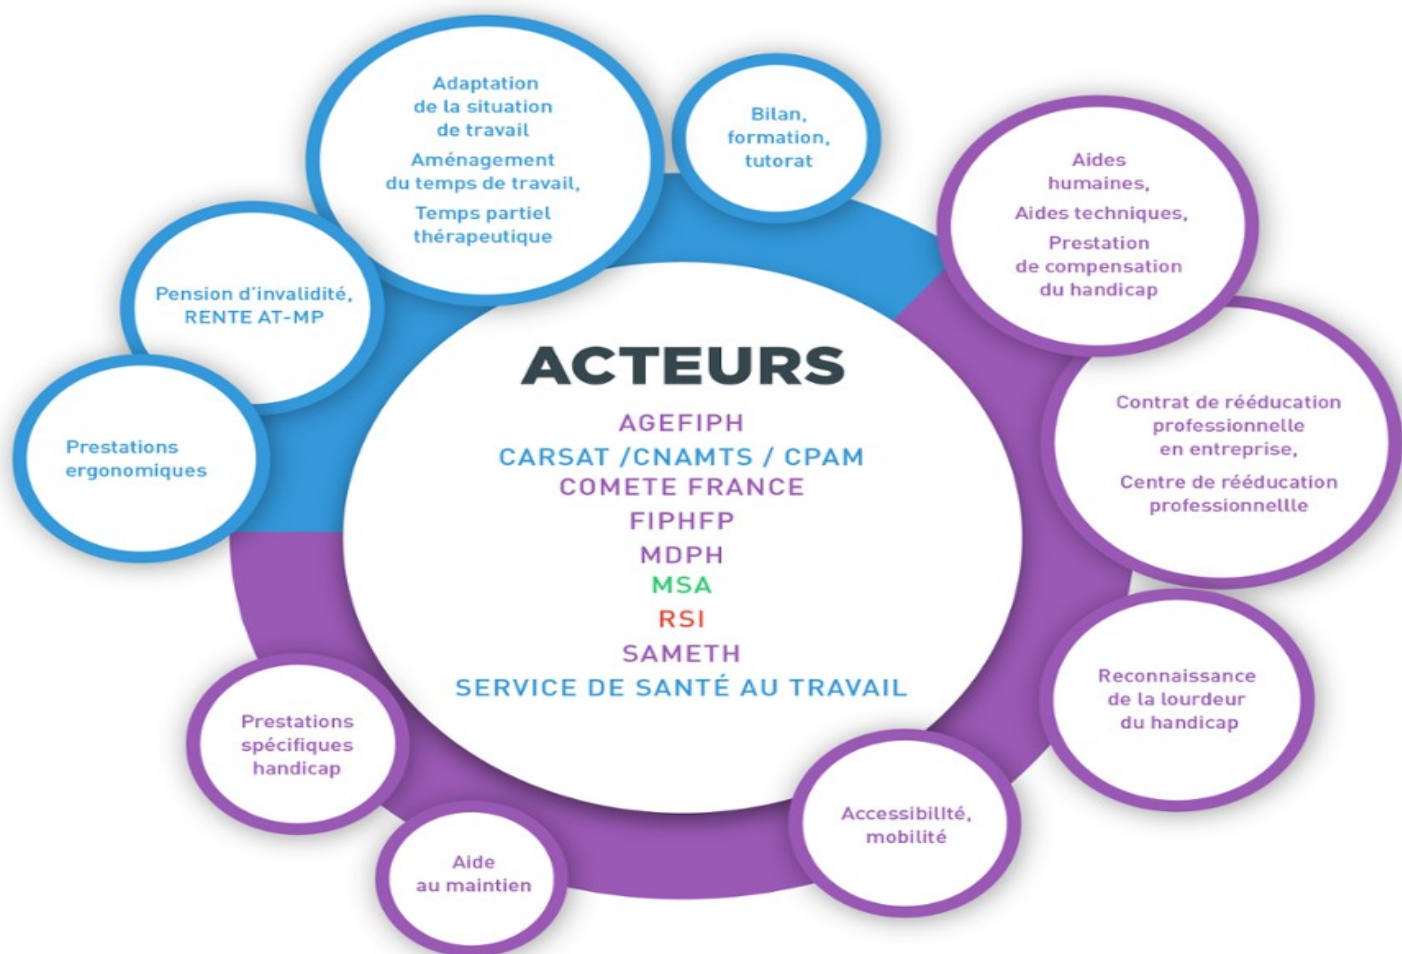 Adaptation
de la situation
de travail
Aménagement
du temps de travail,
Temps partiel
thérapeutique
Bilan,
formation,
tutorat
Aides
humaines,
Aides techniques,
Prestation
de compensation
du handicap
Pension d'invalidité,
RENTE AT-MP
Prestations
ergonomiques
ACTEURS
AGEFIPH
CARSAT /CNAMTS / CPAM
COMETE FRANCE
FIPHFP
MDPH
MSA
RSI
SAMETH
SERVICE DE SANTÉ AU TRAVAIL
Contrat de rééducation
professionnelle
en entreprise,
Centre de rééducation
professionnellle
Reconnaissance
de la lourdeur
du handicap
Prestations
spécifiques
handicap
Accessibilité,
mobilité
Aide
au maintien